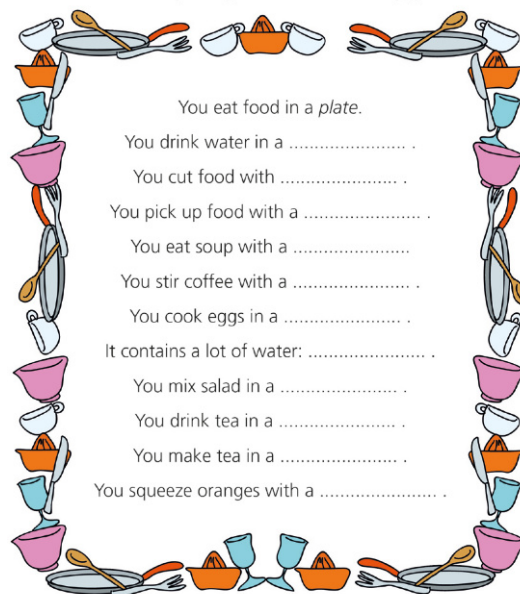 You eat food in a plate.
You drink water in a ........................ .
You cut food with ........................ .
You pick up food with a ........................ .
You eat soup with a ........................
You stir coffee with a ........................ .
You cook eggs in a ........................ .
It contains a lot of water: ........................ .
You mix salad in a ........................ .
You drink tea in a ........................ .
You make tea in a ........................ .
You squeeze oranges with a ........................ .